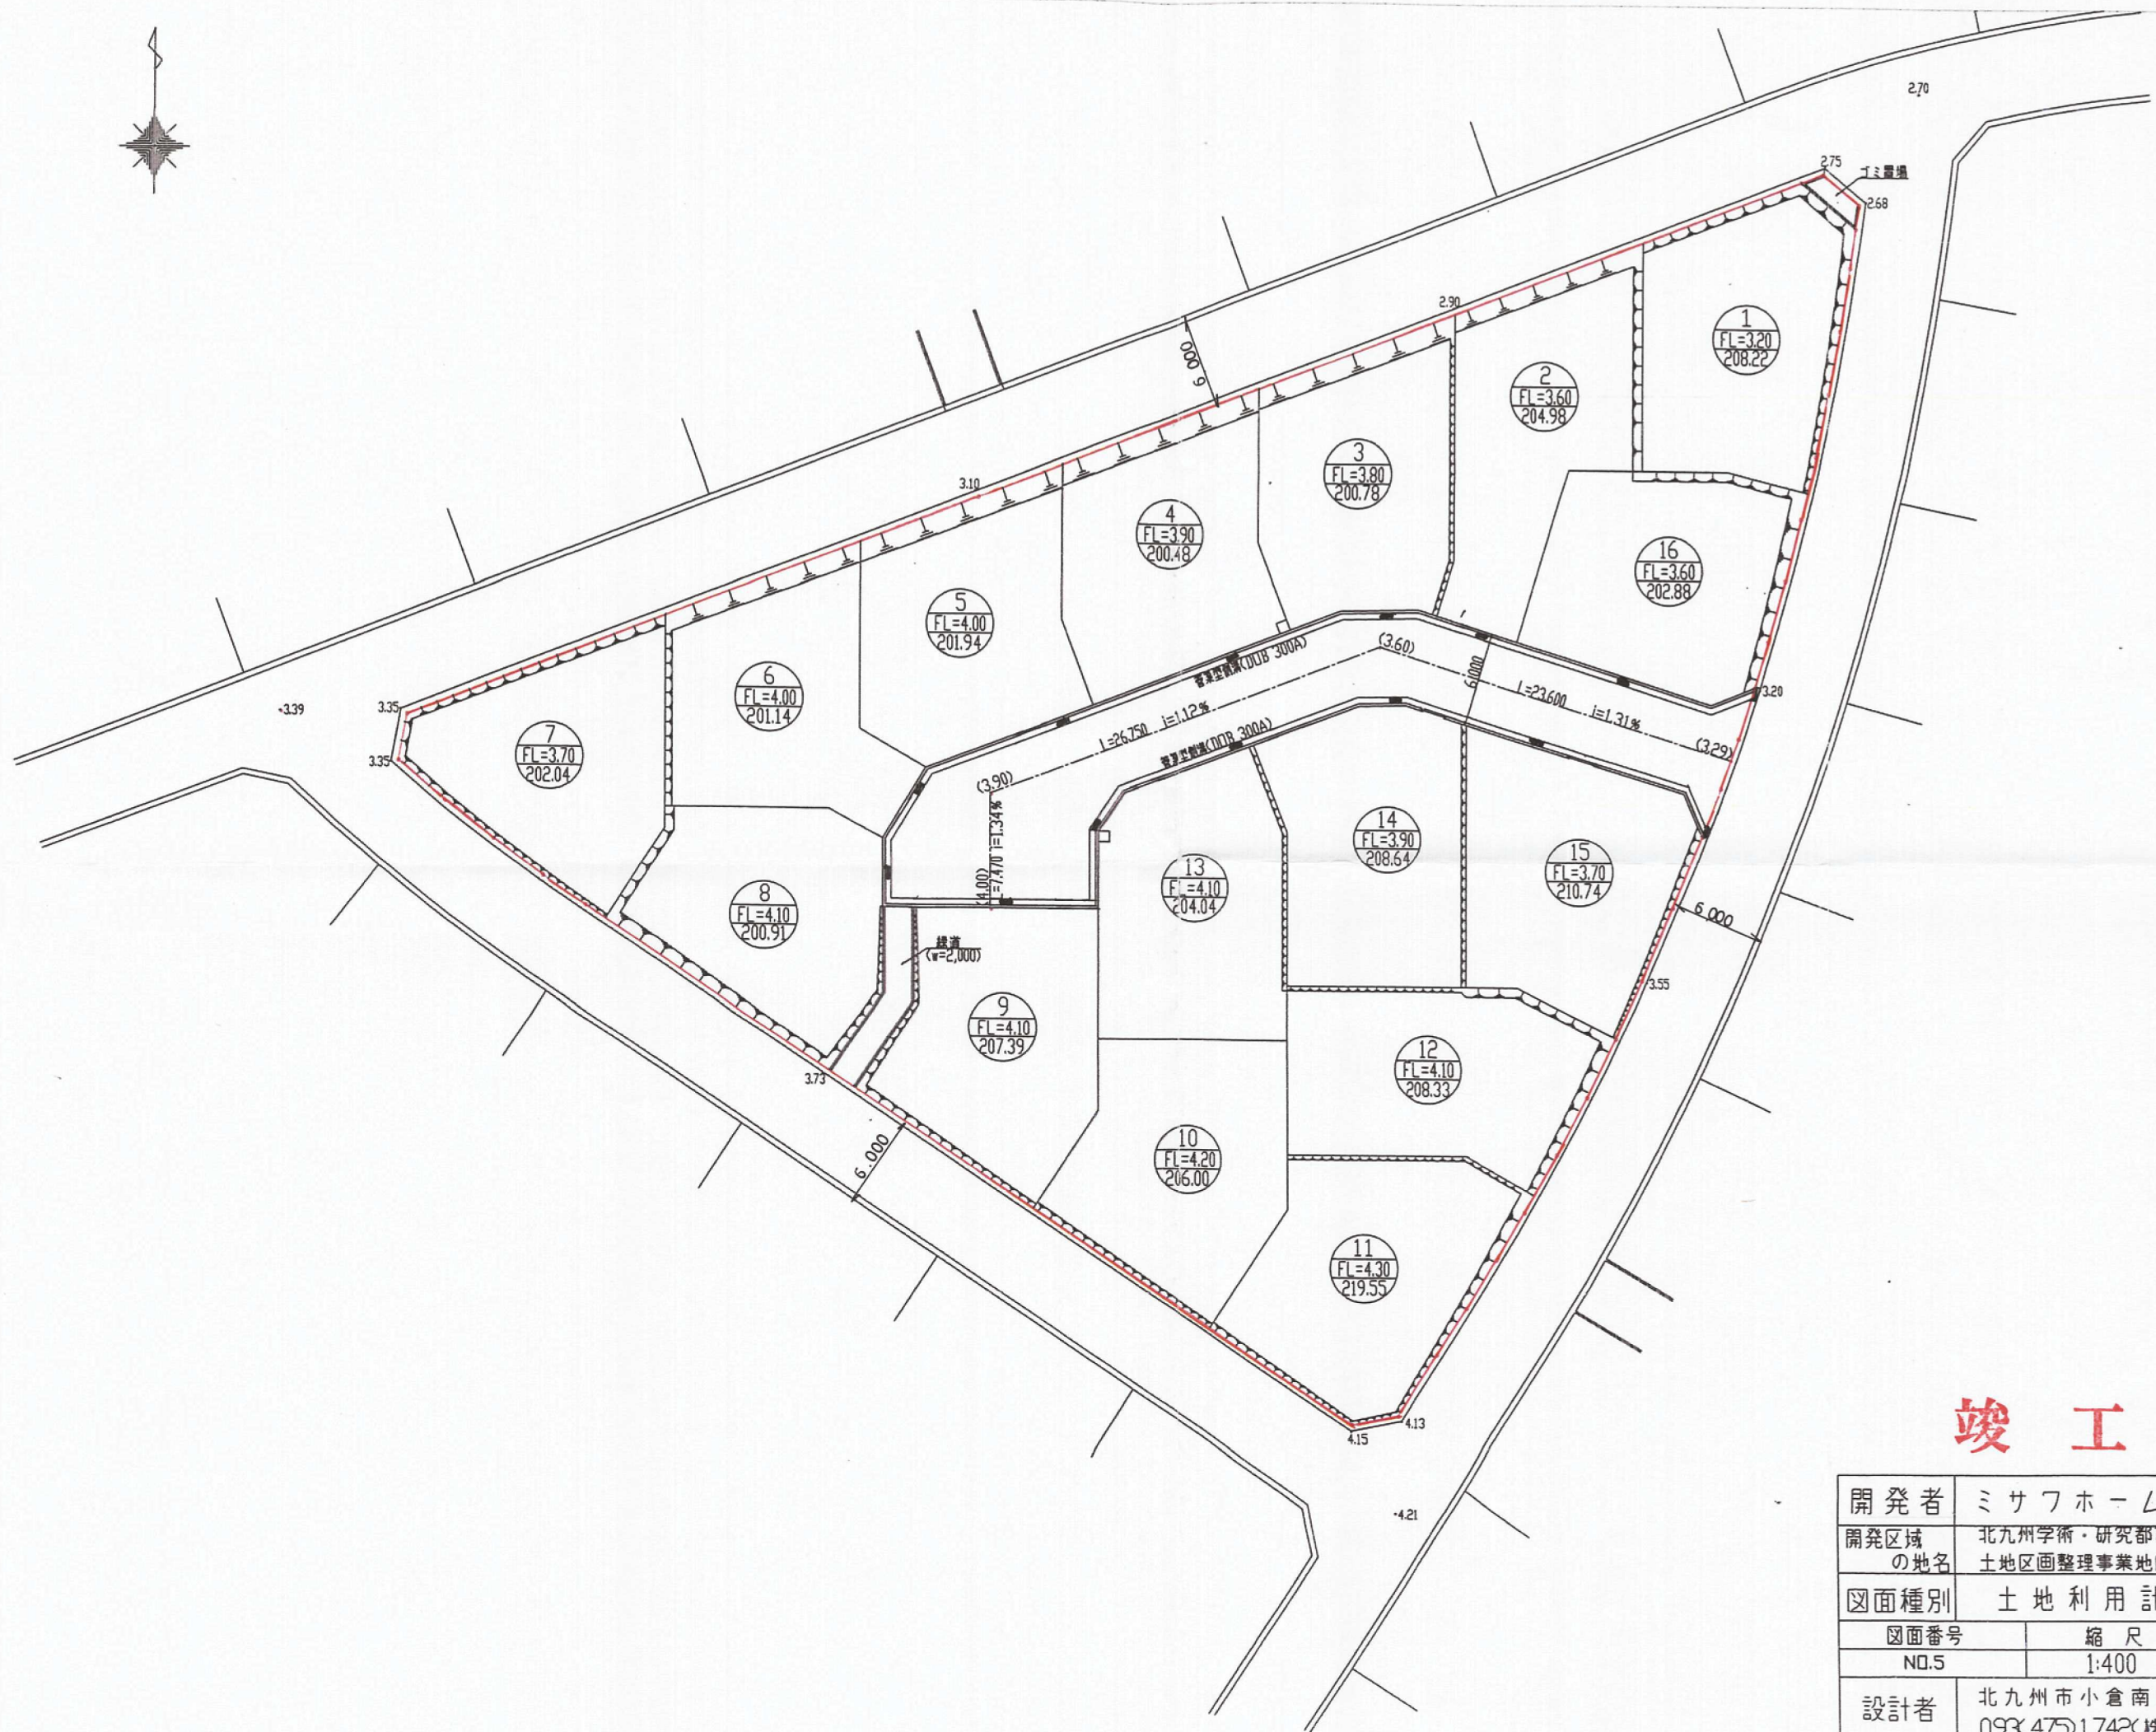 2.70
2.75
ゴミ置場
2.68
1
FL=3.20
208.22
2.90
6.000
2
FL=3.60
204.98
3
FL=3.80
200.78
3.10
4
FL=3.90
200.48
16
FL=3.60
202.88
5
FL=4.00
201.94
6
FL=4.00
201.14
(3.60)
6.000
3.20
3.39
3.35
3.35
7
FL=3.70
202.04
L=23.600 i=1.31%
(3.29)
L=26.750 i=1.12%
(3.90)
L=7.470 i=1.34%
(4.00)
14
FL=3.90
208.64
15
FL=3.70
210.74
13
FL=4.10
204.04
8
FL=4.10
200.91
6.000
緑道
(w=2,000)
3.55
9
FL=4.10
207.39
12
FL=4.10
208.33
3.73
10
FL=4.20
206.00
6.000
11
FL=4.30
219.55
4.13
4.15
4.21
竣 工
開発者 ミサワホーム
開発区域 北九州学術・研究都
の地名 土地区画整理事業地
図面種別 土地利用計
図面番号 縮尺
NO.5 1:400
設計者 北九州市小倉南
093(475)1742(